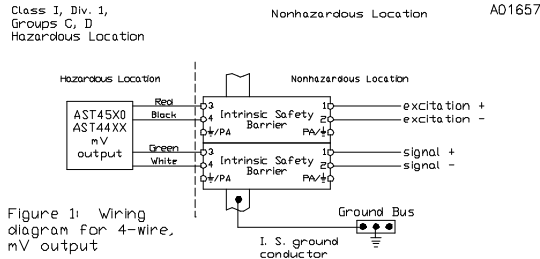 Class I, Div. 1,
Groups C, D
Hazardous Location
Nonhazardous Location
A01657
Hazardous Location
Nonhazardous Location
AST45X0
AST44XX
mV
output
Red
Black
Green
White
3
4
⏚/PA
Intrinsic Safety
Barrier
1
2
PA/⏚
excitation +
excitation -
3
4
⏚/PA
Intrinsic Safety
Barrier
1
2
PA/⏚
signal +
signal -
Figure 1: Wiring
diagram for 4-wire,
mV output
Ground Bus
I. S. ground
conductor